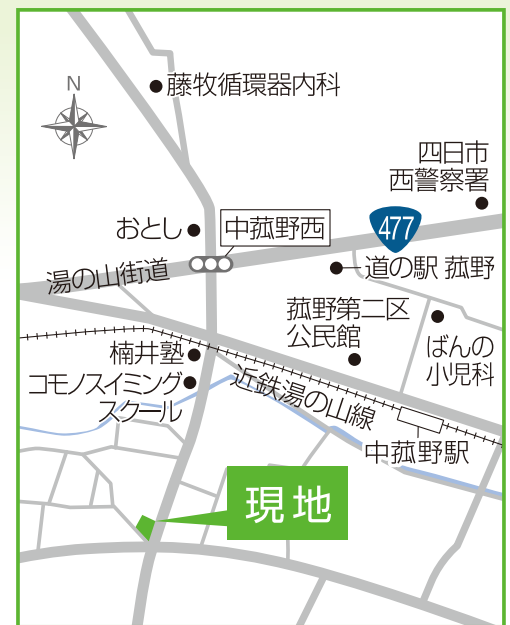 N
藤牧循環器内科
四日市
西警察署
おとし
中菰野西
477
湯の山街道
道の駅 菰野
菰野第二区
公民館
ばんの
小児科
楠井塾
コモノスイミング
スクール
近鉄湯の山線
中菰野駅
現地